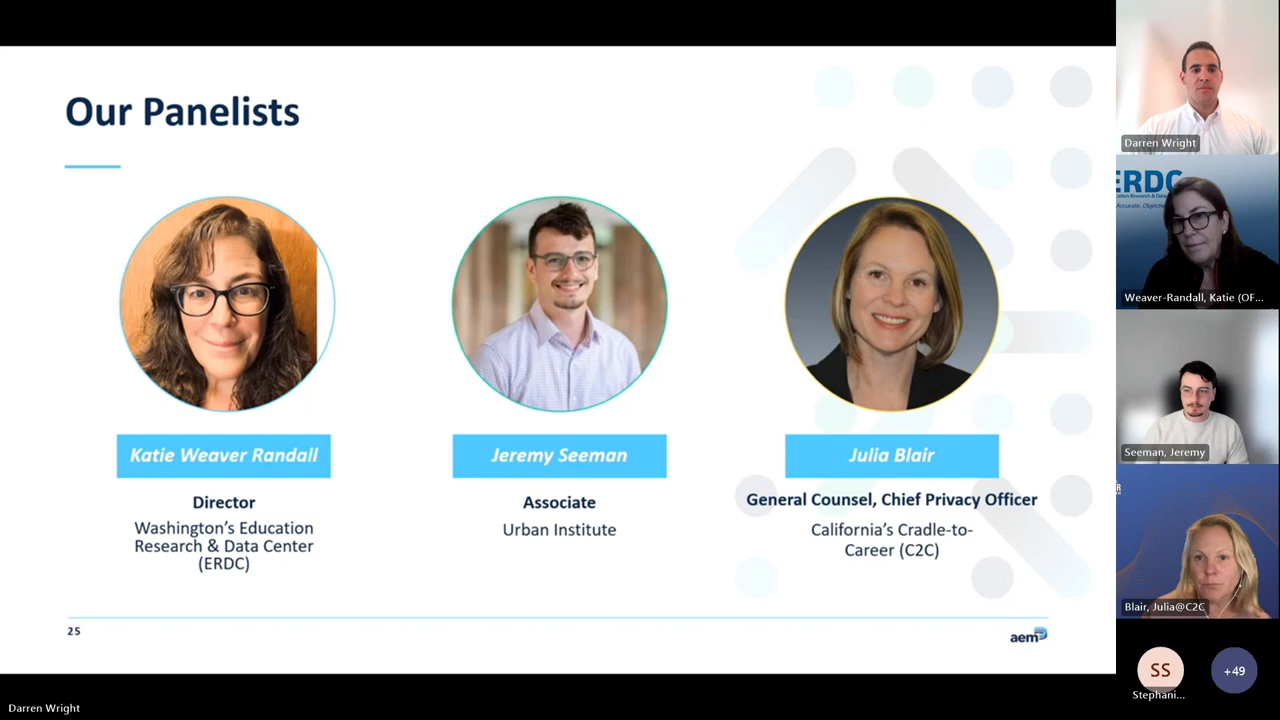 Our Panelists
Katie Weaver Randall
Director
Washington's Education
Research & Data Center
(ERDC)
Jeremy Seeman
Associate
Urban Institute
Julia Blair
General Counsel, Chief Privacy Officer
California's Cradle-to-
Career (C2C)
25
aem
Darren Wright
ERDC
Accurate. Objective
Weaver-Randall, Katie (OF...
Seeman, Jeremy
Blair, Julia@C2C
SS
Stephani...
+49
Darren Wright